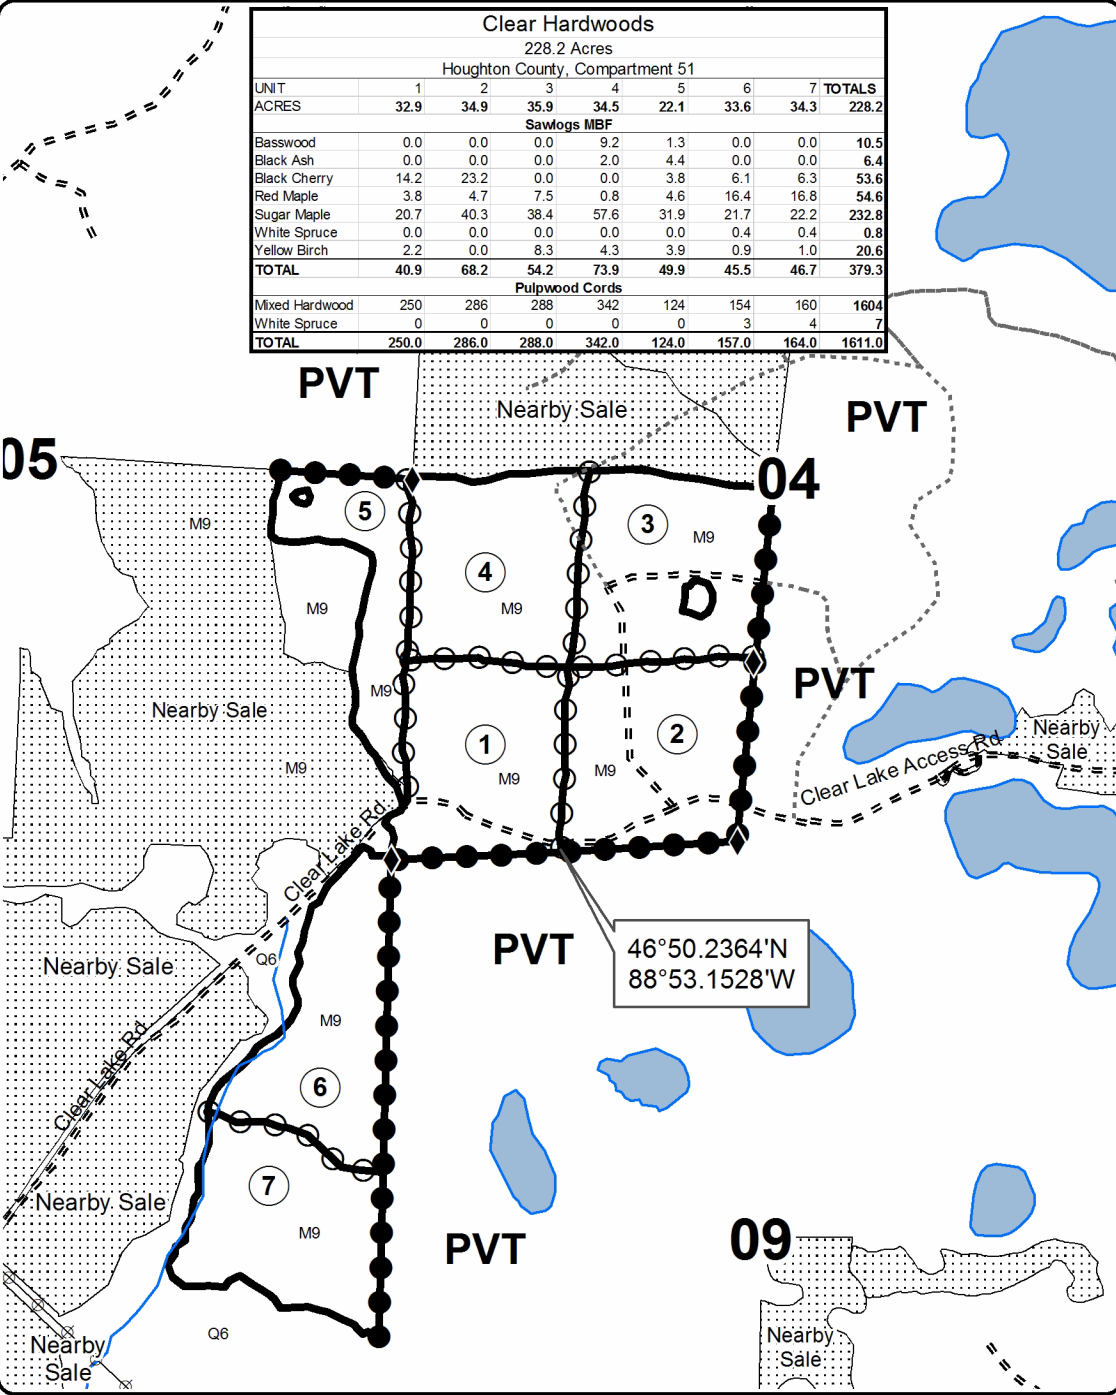 Clear Hardwoods
228.2 Acres
Houghton County, Compartment 51
UNIT 1 2 3 4 5 6 7 TOTALS
ACRES 32.9 34.9 35.9 34.5 22.1 33.6 34.3 228.2
Sawlogs MBF
Basswood 0.0 0.0 0.0 9.2 1.3 0.0 0.0 10.5
Black Ash 0.0 0.0 0.0 2.0 4.4 0.0 0.0 6.4
Black Cherry 14.2 23.2 0.0 0.0 3.8 6.1 6.3 53.6
Red Maple 3.8 4.7 7.5 0.8 4.6 16.4 16.8 54.6
Sugar Maple 20.7 40.3 38.4 57.6 31.9 21.7 22.2 232.8
White Spruce 0.0 0.0 0.0 0.0 0.0 0.4 0.4 0.8
Yellow Birch 2.2 0.0 8.3 4.3 3.9 0.9 1.0 20.6
TOTAL 40.9 68.2 54.2 73.9 49.9 45.5 46.7 379.3
Pulpwood Cords
Mixed Hardwood 250 286 288 342 124 154 160 1604
White Spruce 0 0 0 0 0 3 4 7
TOTAL 250.0 286.0 288.0 342.0 124.0 157.0 164.0 1611.0
PVT
Nearby Sale
PVT
05
04
5
M9
3
M9
4
M9
M9
PVT
M9
Nearby Sale
1
2
M9
M9
M9
Clear Lake Access Rd
Nearby
Sale
Clear Lake Rd.
PVT
46°50.2364'N
88°53.1528'W
Nearby Sale
Q6
M9
Clear Lake Rd.
6
7
Nearby Sale
M9
PVT
09
Q6
Nearby
Sale
Nearby
Sale